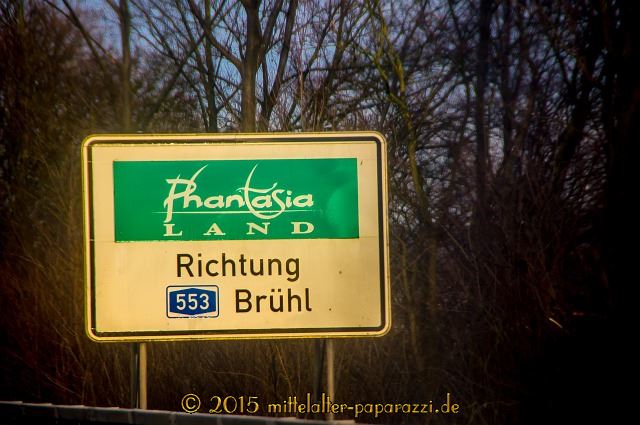 Phantasia
LAND
Richtung
553 Brühl
© 2015 mittelalter-paparazzi.de